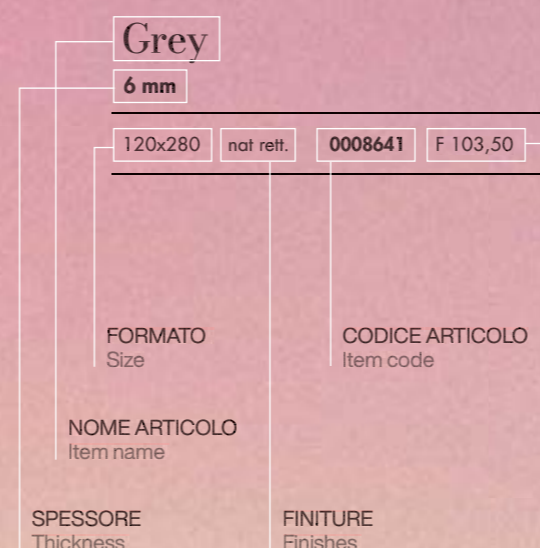 Grey
6 mm
120x280 nat rett. 0008641 F 103,50
FORMATO
Size
CODICE ARTICOLO
Item code
NOME ARTICOLO
Item name
SPESSORE
Thickness
FINITURE
Finishes